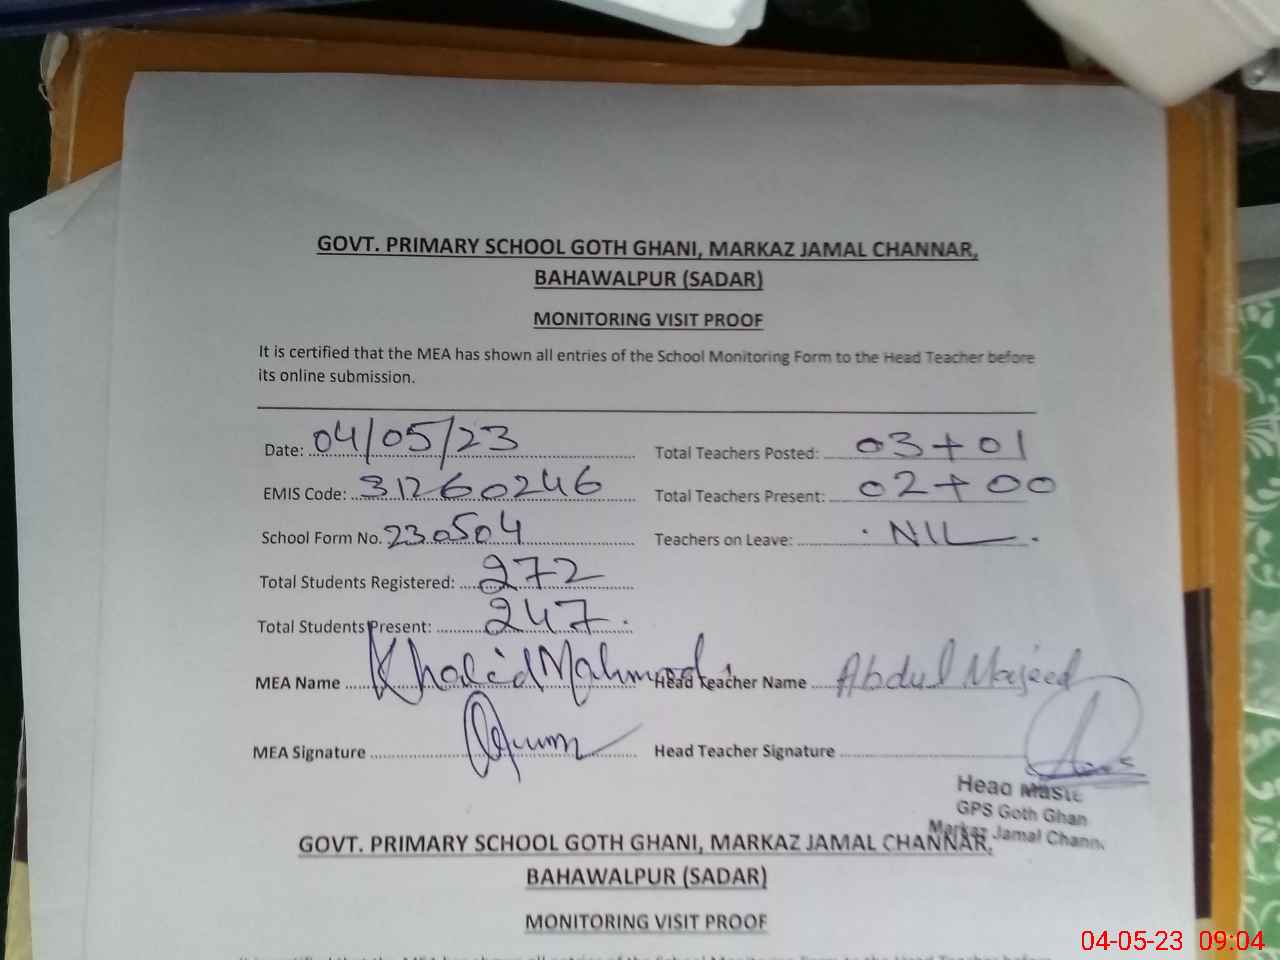 GOVT. PRIMARY SCHOOL GOTH GHANI, MARKAZ JAMAL CHANNAR,
BAHAWALPUR (SADAR)
MONITORING VISIT PROOF
It is certified that the MEA has shown all entries of the School Monitoring Form to the Head Teacher before
its online submission.
Date: 04/05/23 Total Teachers Posted: 03+01
EMIS Code: 31260246 Total Teachers Present: 02+00
School Form No. 230504 Teachers on Leave: NIL
Total Students Registered: 272
Total Students Present: 247
MEA Name Khalid Mahmood Head Teacher Name Abdul Majeed
MEA Signature Head Teacher Signature
Head Maste
GPS Goth Ghan
Markaz Jamal Chann
GOVT. PRIMARY SCHOOL GOTH GHANI, MARKAZ JAMAL CHANNAR,
BAHAWALPUR (SADAR)
MONITORING VISIT PROOF
04-05-23 09:04